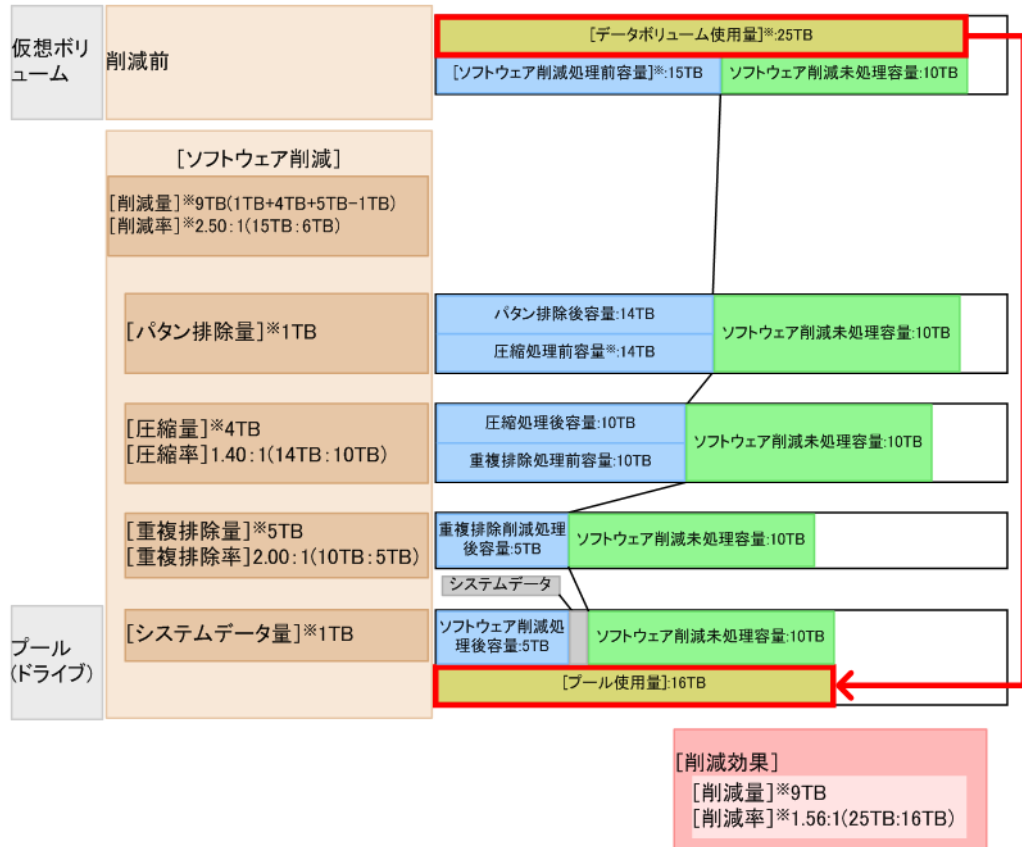 仮想ボリ
ューム
削減前
[データボリューム使用量]※:25TB
[ソフトウェア削減処理前容量]※:15TB
ソフトウェア削減未処理容量:10TB
[ソフトウェア削減]
[削減量]※9TB(1TB+4TB+5TB-1TB)
[削減率]※2.50:1(15TB:6TB)
[パタン排除量]※1TB
パタン排除後容量:14TB
圧縮処理前容量※:14TB
ソフトウェア削減未処理容量:10TB
[圧縮量]※4TB
[圧縮率]1.40:1(14TB:10TB)
圧縮処理後容量:10TB
重複排除処理前容量:10TB
ソフトウェア削減未処理容量:10TB
[重複排除量]※5TB
[重複排除率]2.00:1(10TB:5TB)
重複排除削減処理
後容量:5TB
ソフトウェア削減未処理容量:10TB
システムデータ
プール
(ドライブ)
[システムデータ量]※1TB
ソフトウェア削減処
理後容量:5TB
ソフトウェア削減未処理容量:10TB
[プール使用量]:16TB
[削減効果]
[削減量]※9TB
[削減率]※1.56:1(25TB:16TB)